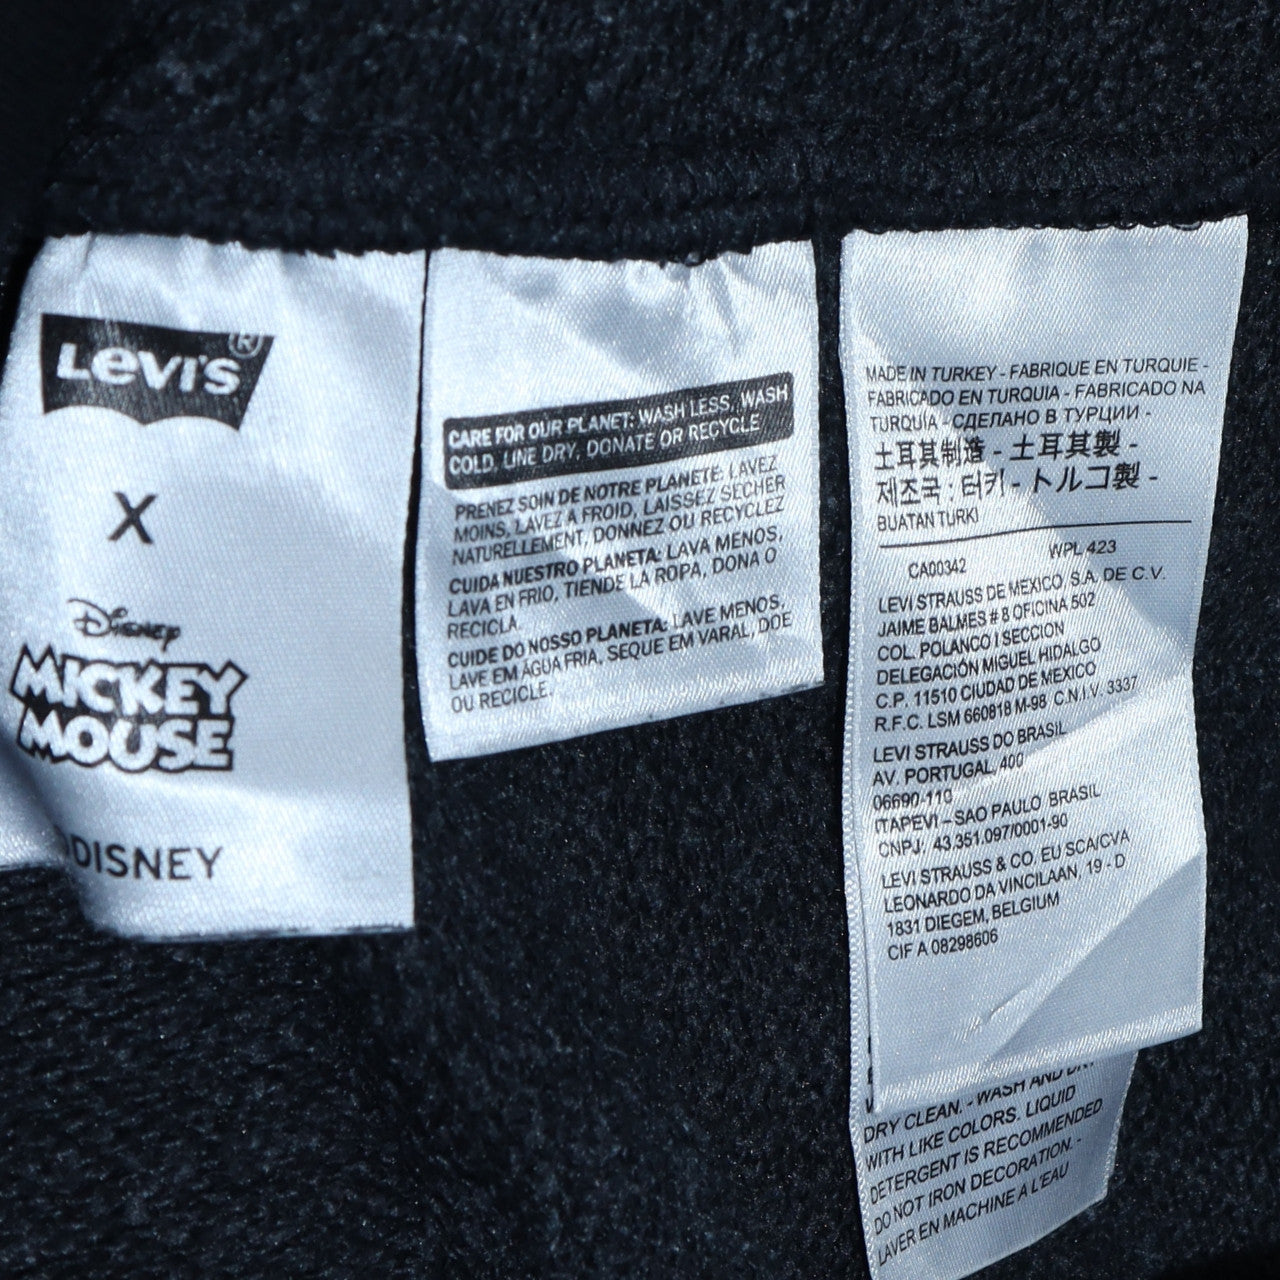 LEVI'S®
X
DISNEY
MICKEY
MOUSE
DISNEY
CARE FOR OUR PLANET: WASH LESS, WASH
COLD, LINE DRY, DONATE OR RECYCLE
PRENEZ SOIN DE NOTRE PLANETE: LAVEZ
MOINS, LAVEZ A FROID, LAISSEZ SECHER
NATURELLEMENT, DONNEZ OU RECYCLEZ
CUIDA NUESTRO PLANETA: LAVA MENOS,
LAVA EN FRIO, TIENDE LA ROPA, DONA O
RECICLA.
CUIDE DO NOSSO PLANETA: LAVE MENOS,
LAVE EM ÁGUA FRIA, SEQUE EM VARAL, DOE
OU RECICLE.
MADE IN TURKEY - FABRIQUE EN TURQUIE -
FABRICADO EN TURQUIA - FABRICADO NA
TURQUÍA - СДЕЛАНО В ТУРЦИИ -
土耳其制造 - 土耳其製 -
제조국 : 터키 - トルコ製 -
BUATAN TURKI
CA00342 WPL 423
LEVI STRAUSS DE MEXICO, S.A. DE C.V.
JAIME BALMES # 8 OFICINA 502
COL. POLANCO I SECCION
DELEGACIÓN MIGUEL HIDALGO
C.P. 11510 CIUDAD DE MEXICO
R.F.C. LSM 660818 M-98 C.N.I.V. 3337
LEVI STRAUSS DO BRASIL
AV. PORTUGAL, 400
06690-110
ITAPEVI – SAO PAULO BRASIL
CNPJ: 43.351.097/0001-90
LEVI STRAUSS & CO. EU SCA/CVA
LEONARDO DA VINCILAAN, 19 - D
1831 DIEGEM, BELGIUM
CIF A 08298606
DRY CLEAN. - WASH AND DRY
WITH LIKE COLORS. LIQUID
DETERGENT IS RECOMMENDED
DO NOT IRON DECORATION. -
LAVER EN MACHINE A L'EAU